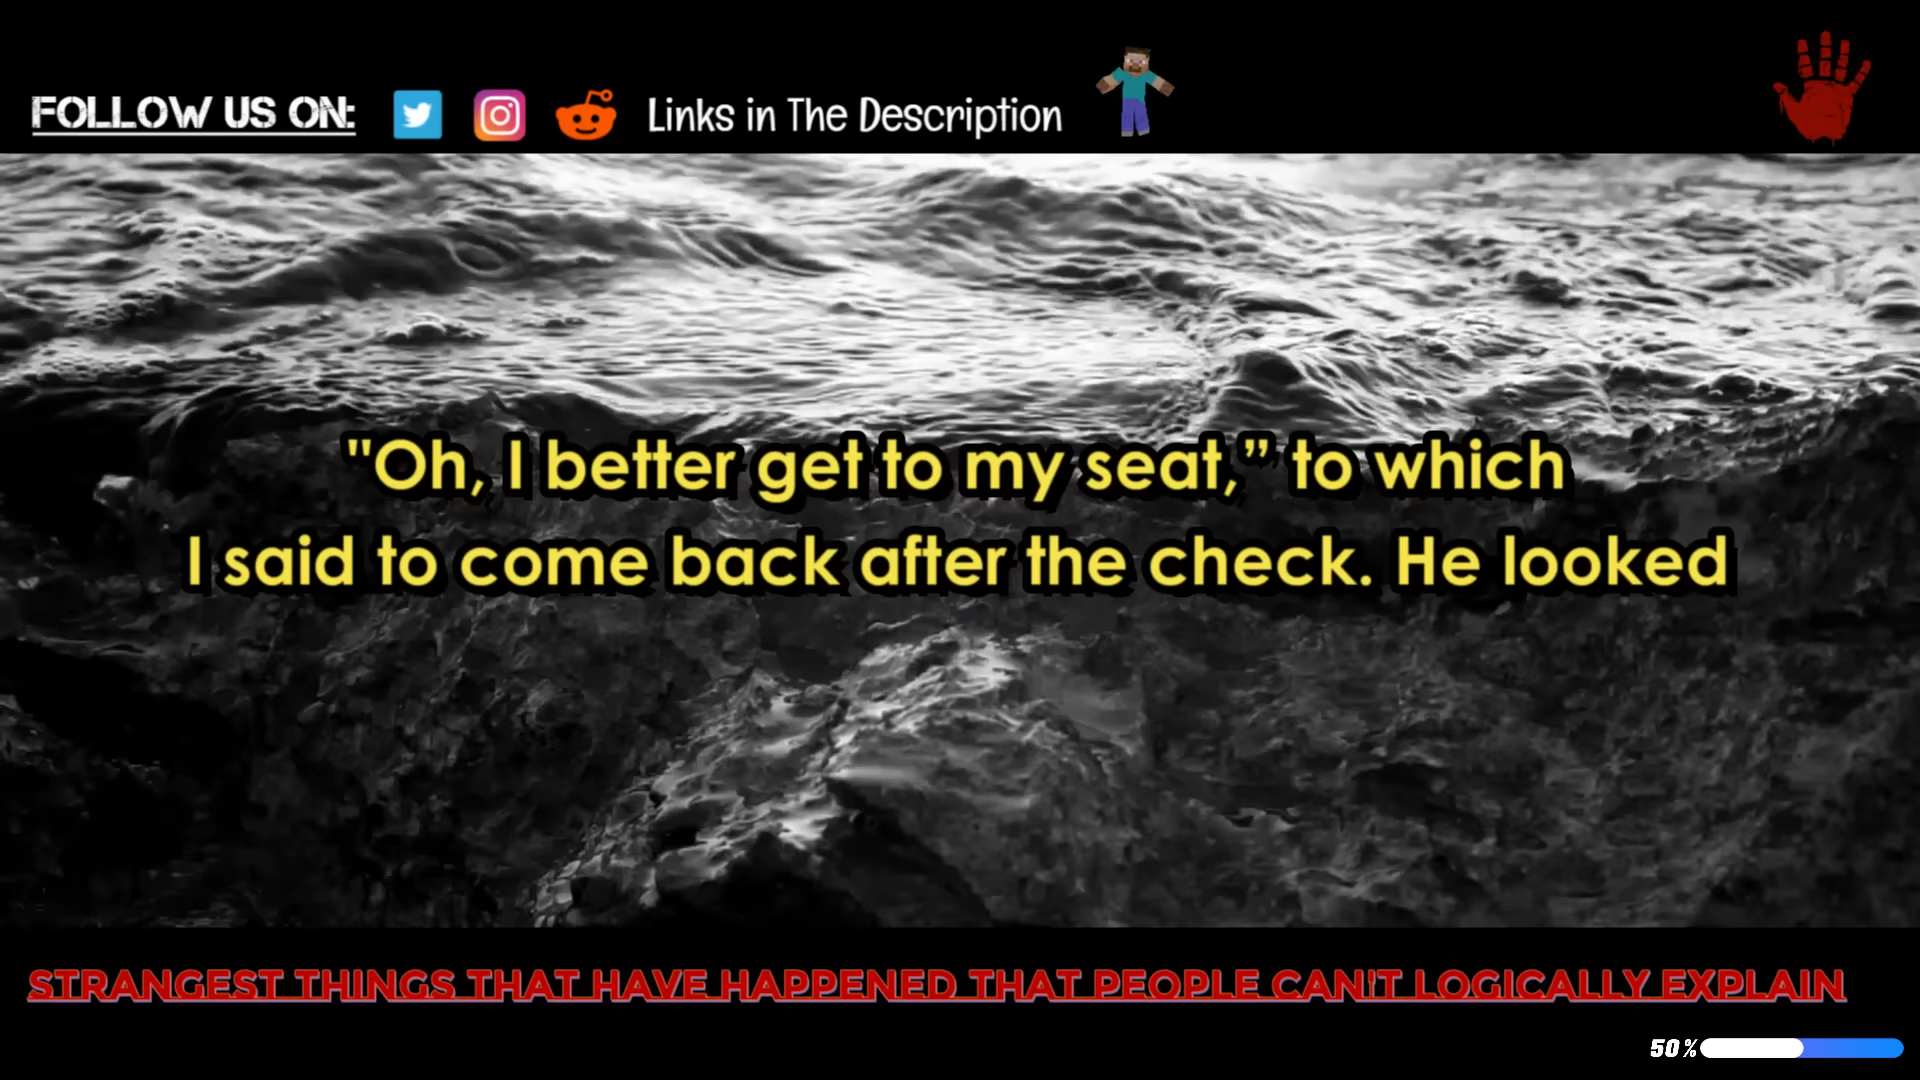 FOLLOW US ON:
Links in The Description
"Oh, I better get to my seat,” to which
I said to come back after the check. He looked
STRANGEST THINGS THAT HAVE HAPPENED THAT PEOPLE CAN'T LOGICALLY EXPLAIN
50%